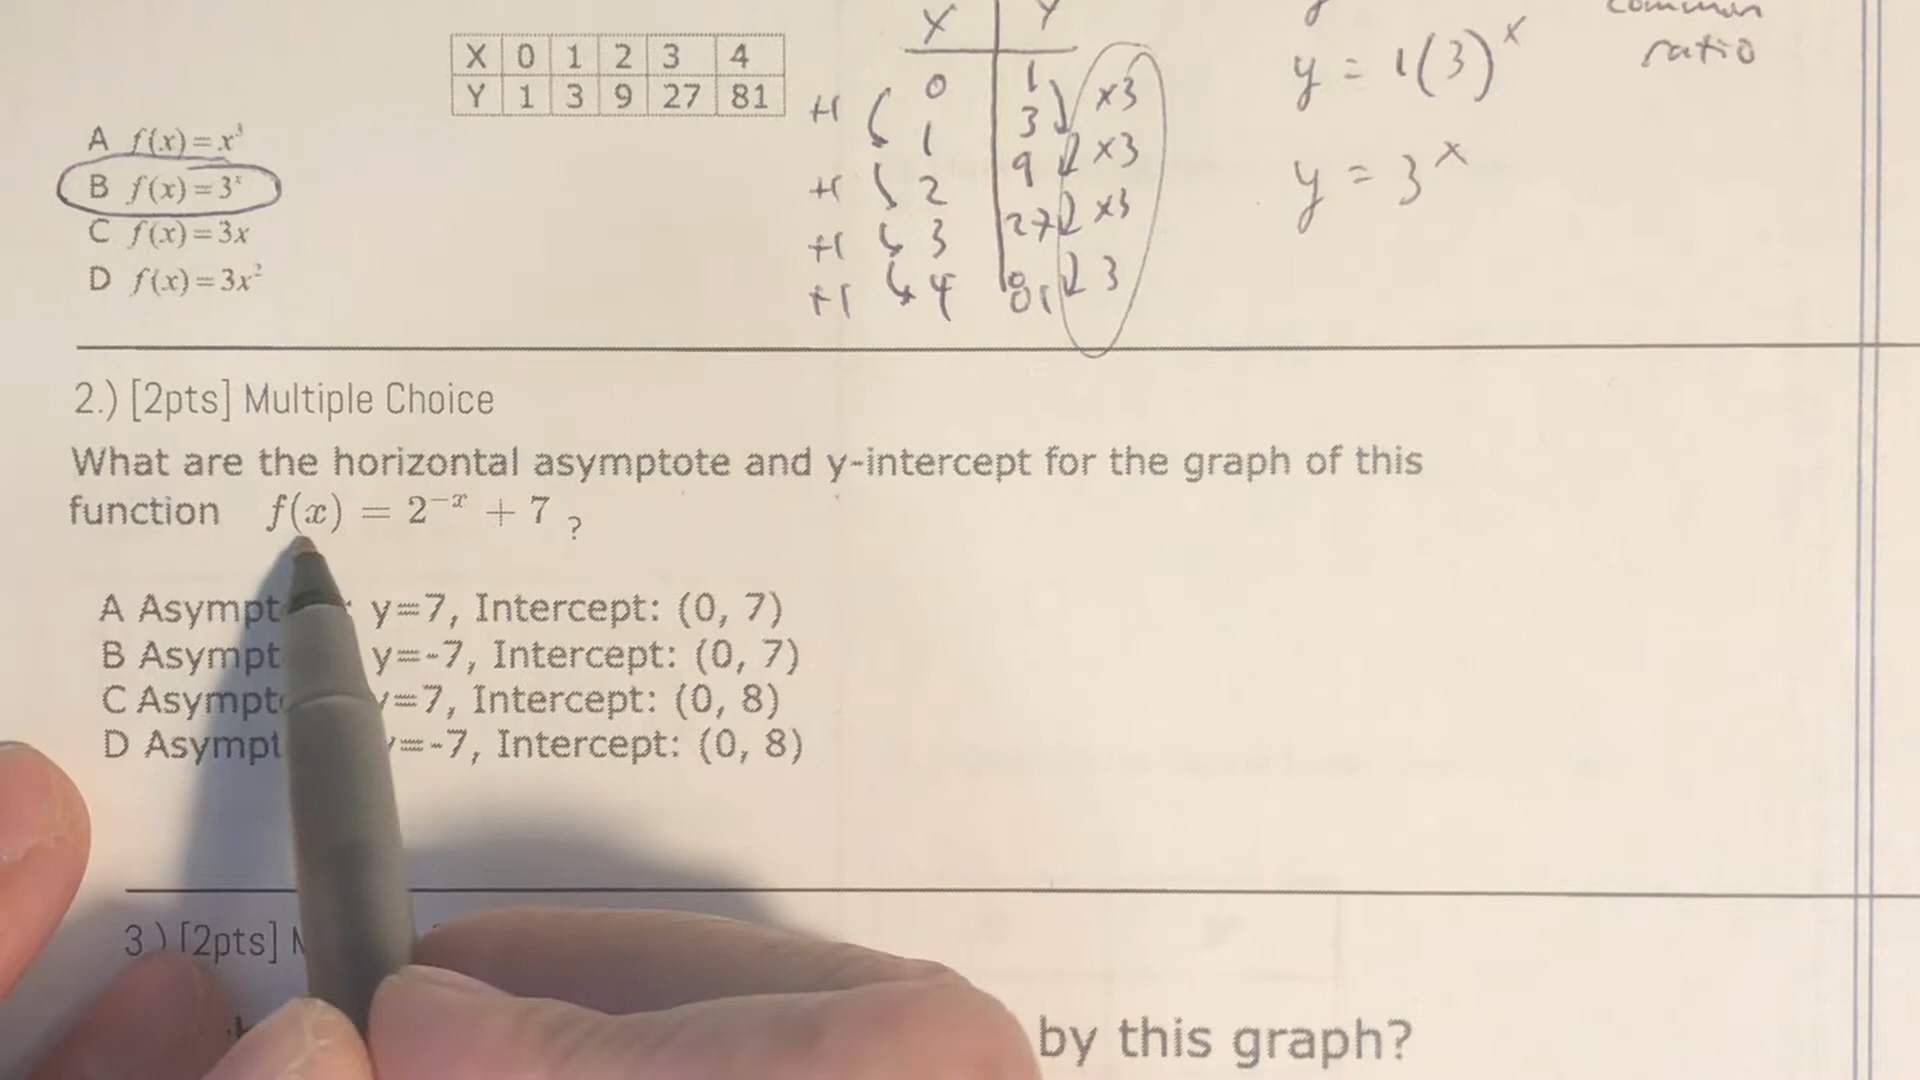 X Y
common
X 0 1 2 3 4
Y 1 3 9 27 81
y = 1(3)^x
ratio
0 1
+1 1 3 x3
+1 2 9 x3
+1 3 27 x3
+1 4 81 3
y = 3^x
A f(x)=x³
B f(x)=3ˣ
C f(x)=3x
D f(x)=3x²
2.) [2pts] Multiple Choice
What are the horizontal asymptote and y-intercept for the graph of this
function f(x) = 2⁻ˣ + 7 ?
A Asympt y=7, Intercept: (0, 7)
B Asympt y=-7, Intercept: (0, 7)
C Asympt y=7, Intercept: (0, 8)
D Asympt y=-7, Intercept: (0, 8)
3.) [2pts]
by this graph?